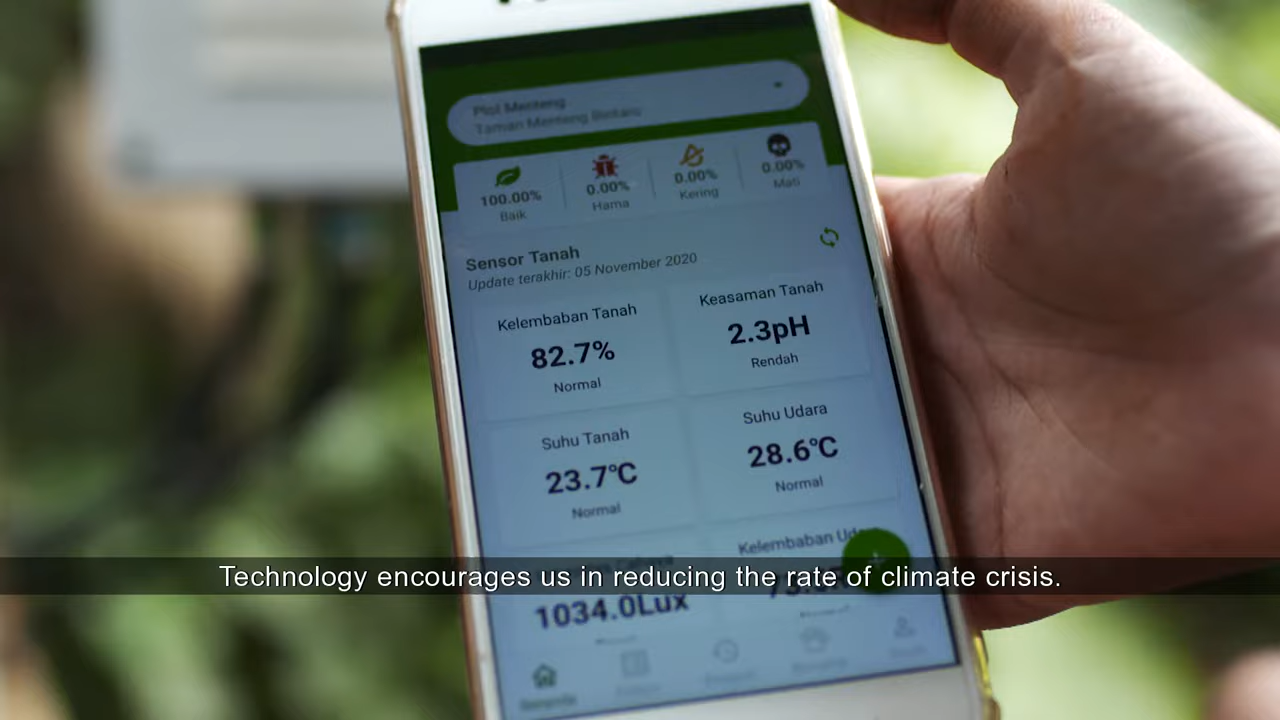 Plot Menteng
Taman Menteng Bintaro
100.00% 0.00% 0.00% 0.00%
Baik Hama Kering Mati
Sensor Tanah
Update terakhir: 05 November 2020
Kelembaban Tanah Keasaman Tanah
82.7% 2.3pH
Normal Rendah
Suhu Tanah Suhu Udara
23.7°C 28.6°C
Normal Normal
Kelembaban
Technology encourages us in reducing the rate of climate crisis.
1034.0Lux